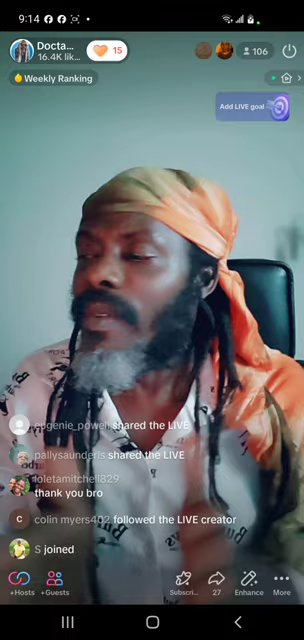 9:14
Docta...
15
106
16.4K lik...
Weekly Ranking
Add LIVE goal
eugenie_powell shared the LIVE
pallysaunders shared the LIVE
loletamitchell829
thank you bro
colin myers402 followed the LIVE creator
S joined
+Hosts
+Guests
Subscri...
27
Enhance
More